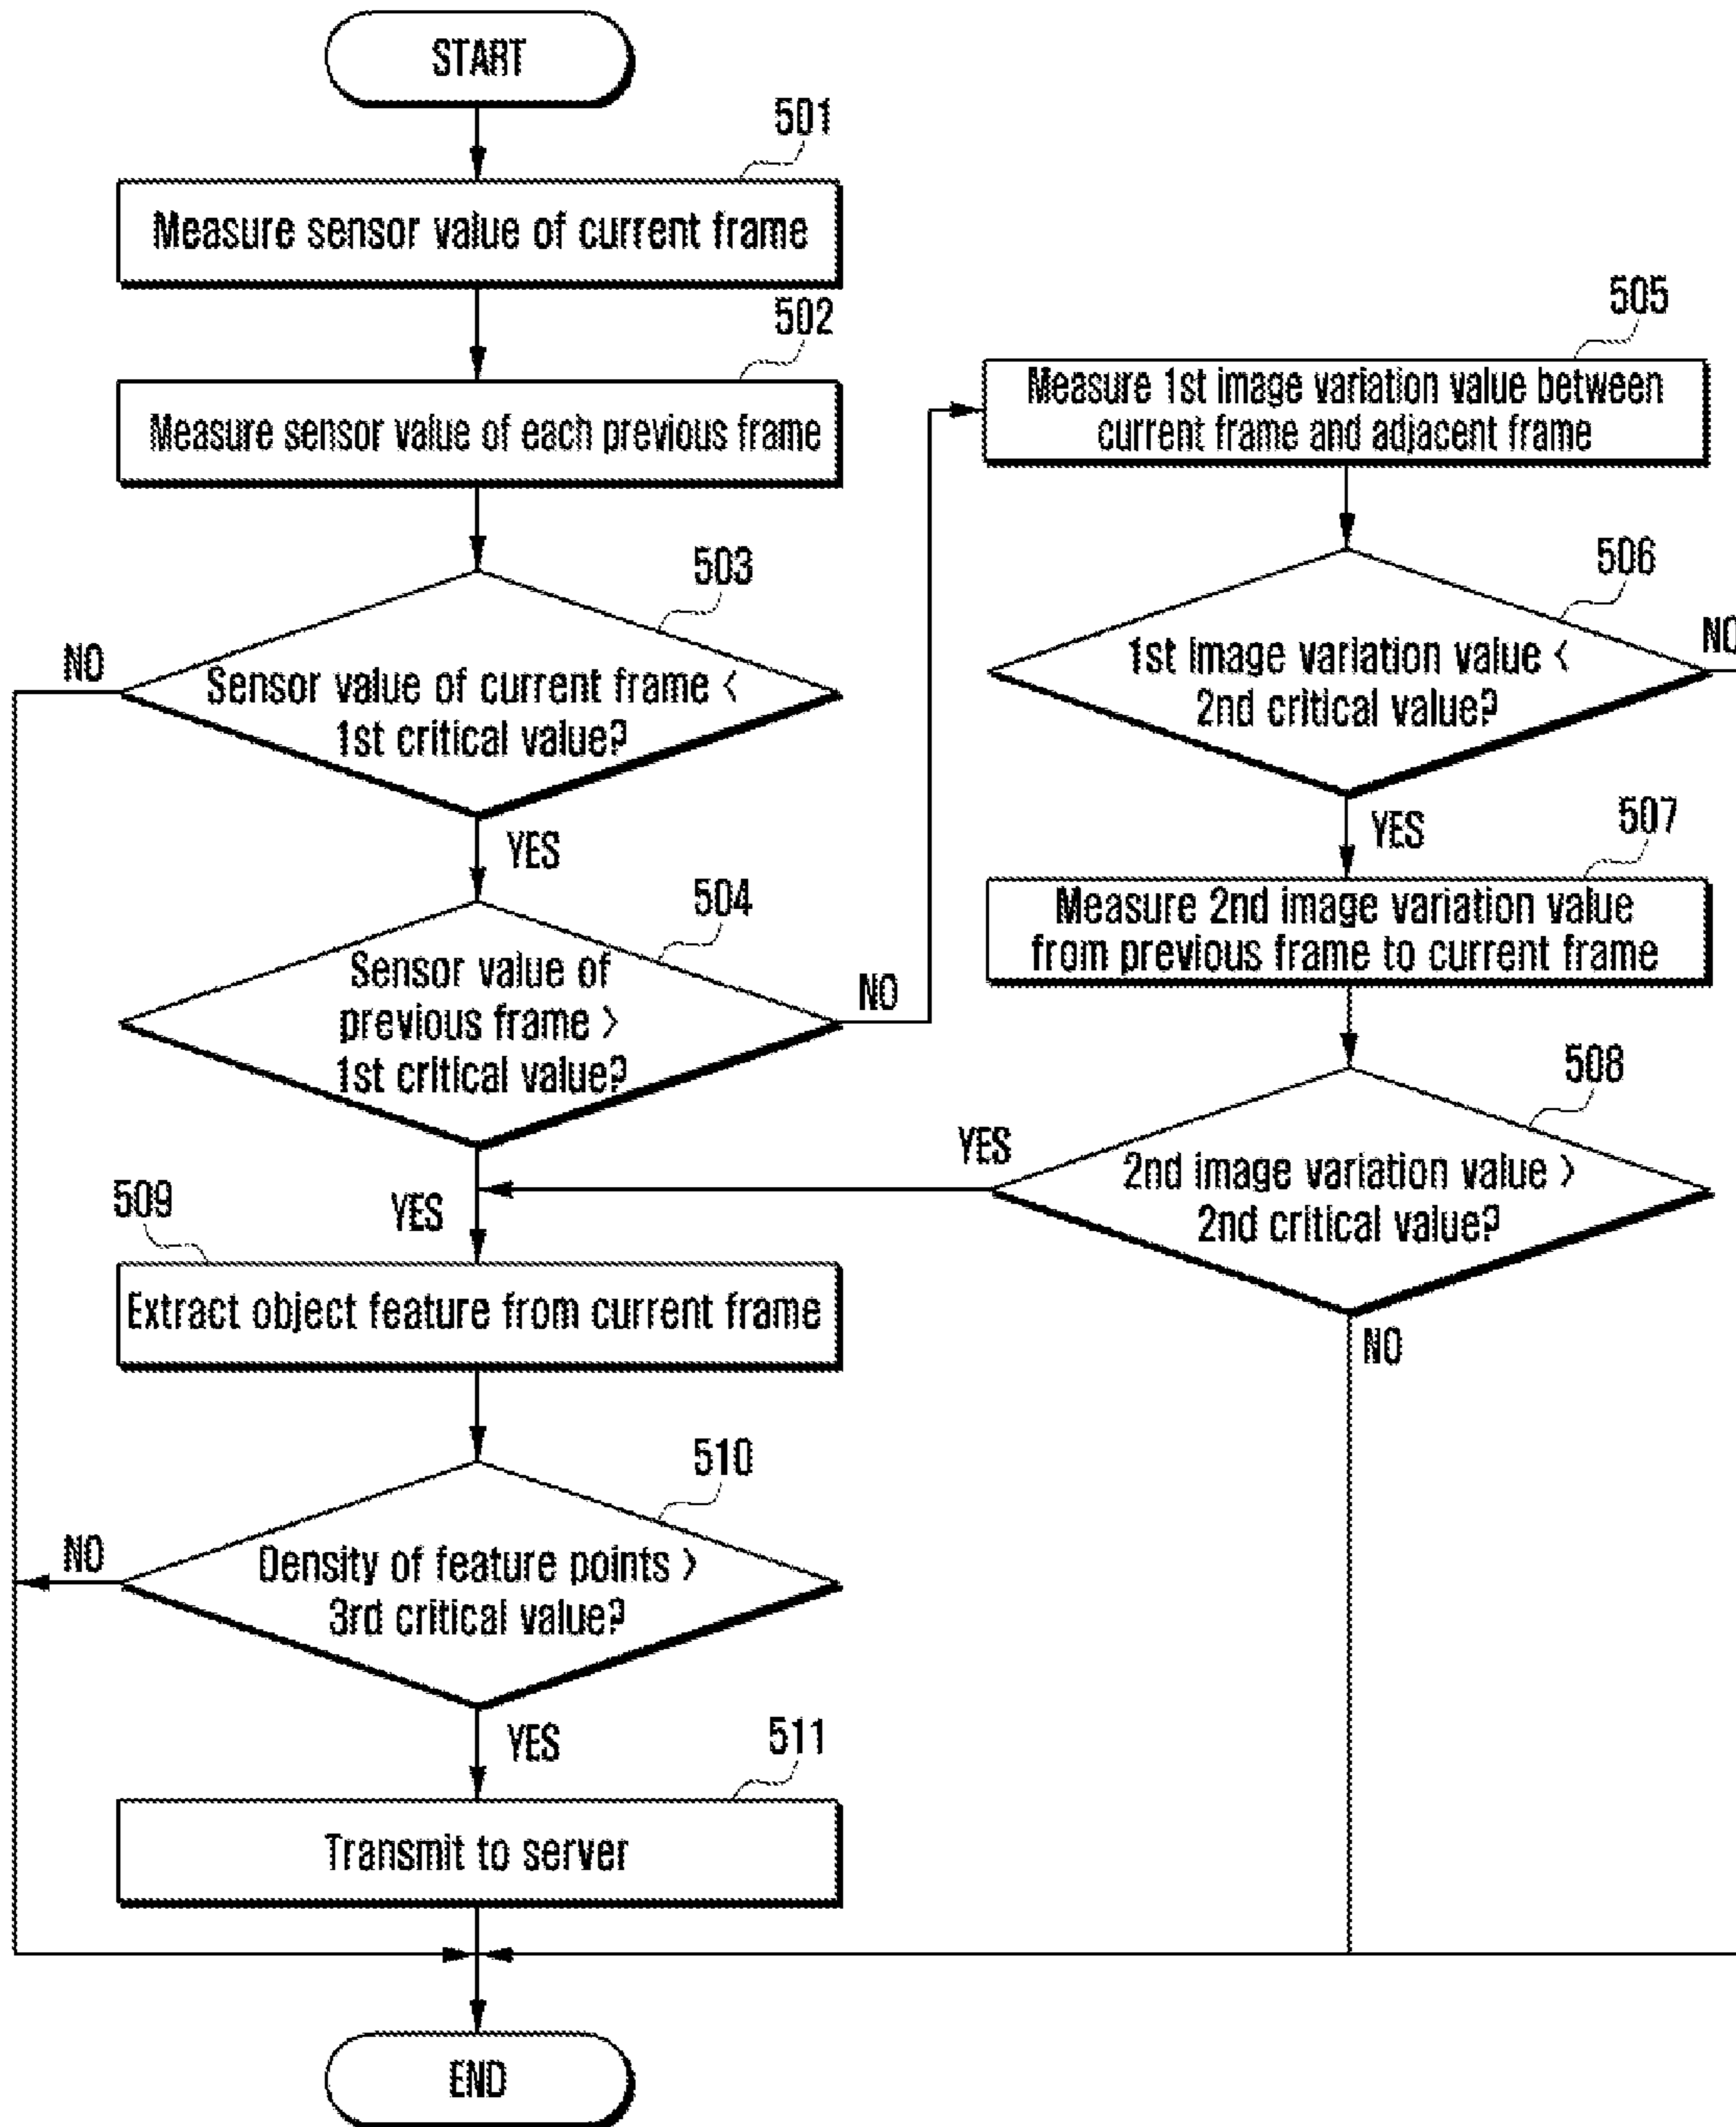 START
501
Measure sensor value of current frame
502
Measure sensor value of each previous frame
503
Sensor value of current frame <
1st critical value?
NO
YES
504
Sensor value of
previous frame >
1st critical value?
NO
YES
505
Measure 1st image variation value between
current frame and adjacent frame
506
1st image variation value <
2nd critical value?
NO
YES
507
Measure 2nd image variation value
from previous frame to current frame
508
2nd image variation value >
2nd critical value?
YES
NO
509
Extract object feature from current frame
510
Density of feature points >
3rd critical value?
NO
YES
511
Transmit to server
END